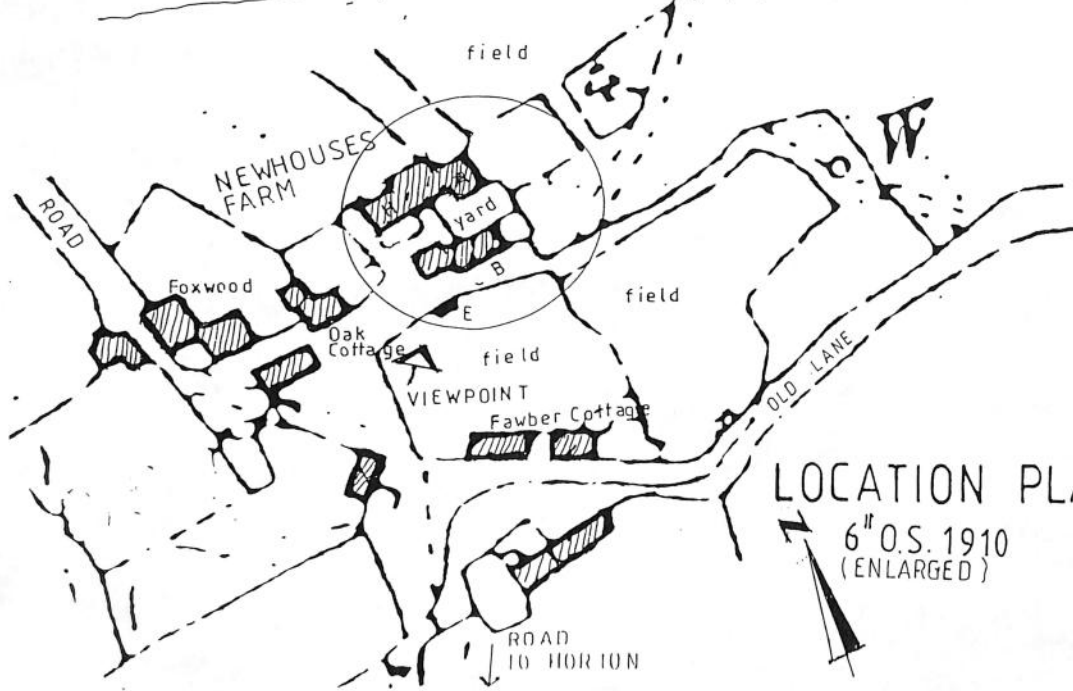 field
NEWHOUSES
FARM
ROAD
H
A
yard
B
E
Foxwood
Oak
Cottage
field
field
VIEWPOINT
Fawber Cottage
OLD LANE
W
LOCATION PLA
6" O.S. 1910
(ENLARGED)
N
ROAD
TO HORTON